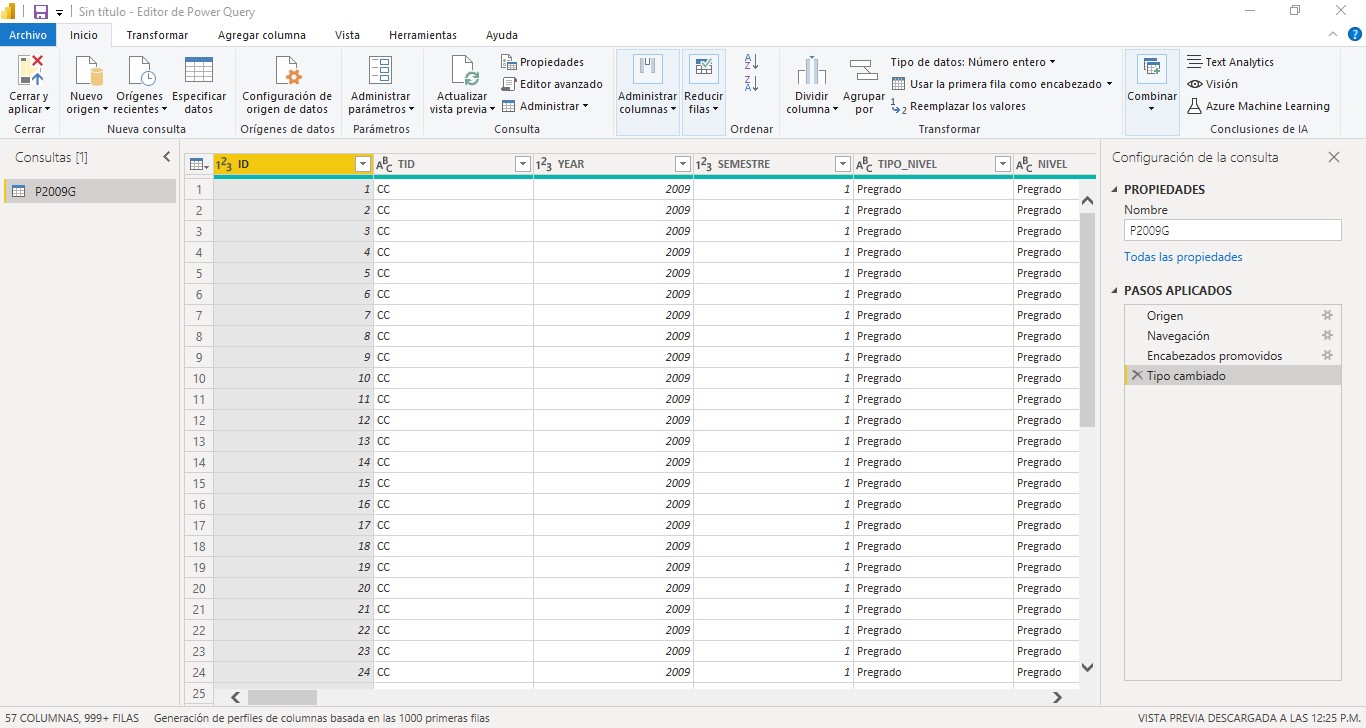 Sin título - Editor de Power Query
Archivo Inicio Transformar Agregar columna Vista Herramientas Ayuda
Cerrar y aplicar
Nuevo origen
Orígenes recientes
Especificar datos
Configuración de origen de datos
Administrar parámetros
Actualizar vista previa
Propiedades
Editor avanzado
Administrar
Administrar columnas
Reducir filas
Dividir columna
Agrupar por
Tipo de datos: Número entero
Usar la primera fila como encabezado
Reemplazar los valores
Combinar
Text Analytics
Visión
Azure Machine Learning
Cerrar Nueva consulta Orígenes de datos Parámetros Consulta Ordenar Transformar Conclusiones de IA
Consultas [1]
P2009G
ID TID YEAR SEMESTRE TIPO_NIVEL NIVEL
1 1 CC 2009 1 Pregrado Pregrado
2 2 CC 2009 1 Pregrado Pregrado
3 3 CC 2009 1 Pregrado Pregrado
4 4 CC 2009 1 Pregrado Pregrado
5 5 CC 2009 1 Pregrado Pregrado
6 6 CC 2009 1 Pregrado Pregrado
7 7 CC 2009 1 Pregrado Pregrado
8 8 CC 2009 1 Pregrado Pregrado
9 9 CC 2009 1 Pregrado Pregrado
10 10 CC 2009 1 Pregrado Pregrado
11 11 CC 2009 1 Pregrado Pregrado
12 12 CC 2009 1 Pregrado Pregrado
13 13 CC 2009 1 Pregrado Pregrado
14 14 CC 2009 1 Pregrado Pregrado
15 15 CC 2009 1 Pregrado Pregrado
16 16 CC 2009 1 Pregrado Pregrado
17 17 CC 2009 1 Pregrado Pregrado
18 18 CC 2009 1 Pregrado Pregrado
19 19 CC 2009 1 Pregrado Pregrado
20 20 CC 2009 1 Pregrado Pregrado
21 21 CC 2009 1 Pregrado Pregrado
22 22 CC 2009 1 Pregrado Pregrado
23 23 CC 2009 1 Pregrado Pregrado
24 24 CC 2009 1 Pregrado Pregrado
25
Configuración de la consulta
PROPIEDADES
Nombre
P2009G
Todas las propiedades
PASOS APLICADOS
Origen
Navegación
Encabezados promovidos
Tipo cambiado
57 COLUMNAS, 999+ FILAS Generación de perfiles de columnas basada en las 1000 primeras filas
VISTA PREVIA DESCARGADA A LAS 12:25 P.M.